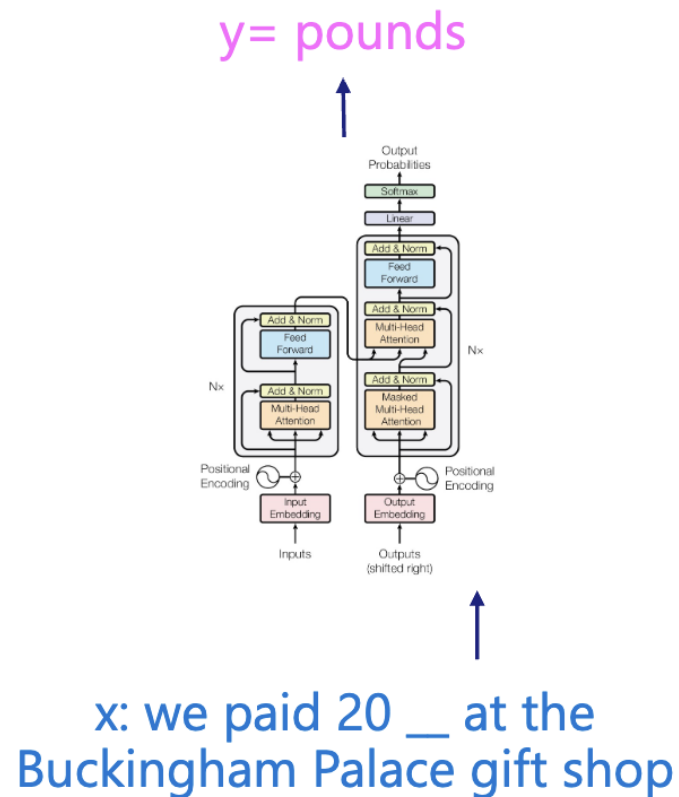 y= pounds
Output
Probabilities
Softmax
Linear
Add & Norm
Feed
Forward
Add & Norm
Multi-Head
Attention
Nx
Add & Norm
Masked
Multi-Head
Attention
Add & Norm
Feed
Forward
Nx
Add & Norm
Multi-Head
Attention
Positional
Encoding
Positional
Encoding
Input
Embedding
Output
Embedding
Inputs
Outputs
(shifted right)
x: we paid 20 __ at the
Buckingham Palace gift shop